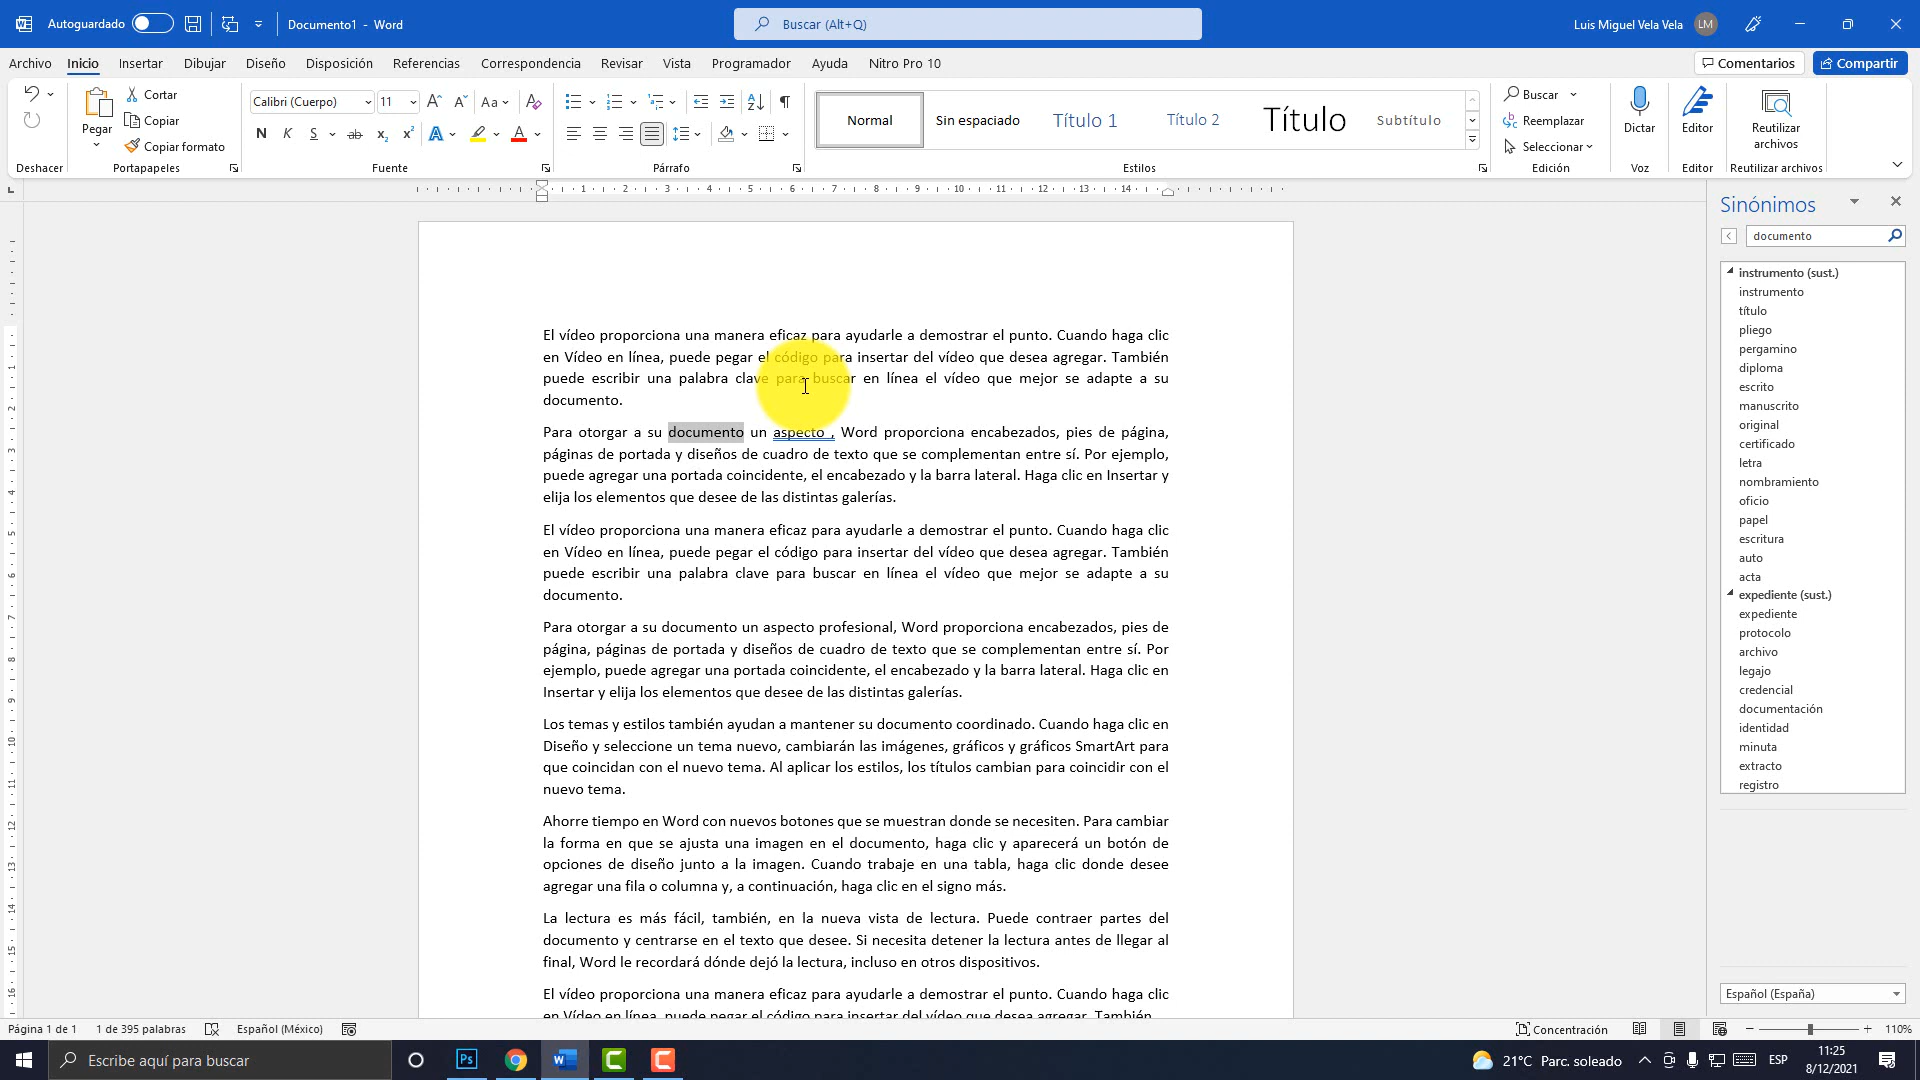 Autoguardado
Documento1 - Word
Buscar (Alt+Q)
Luis Miguel Vela Vela
LM
Archivo Inicio Insertar Dibujar Diseño Disposición Referencias Correspondencia Revisar Vista Programador Ayuda Nitro Pro 10
Comentarios
Compartir
Pegar
Cortar
Copiar
Copiar formato
Calibri (Cuerpo)
11
Aa
N K S ab x₂ x²
Normal
Sin espaciado
Título 1
Título 2
Título
Subtítulo
Buscar
Reemplazar
Seleccionar
Dictar
Editor
Reutilizar
archivos
Deshacer
Portapapeles
Fuente
Párrafo
Estilos
Edición
Voz
Editor
Reutilizar archivos
1 2 3 4 5 6 7 8 9 10 11 12 13 14
El vídeo proporciona una manera eficaz para ayudarle a demostrar el punto. Cuando haga clic
en Vídeo en línea, puede pegar el código para insertar del vídeo que desea agregar. También
puede escribir una palabra clave para buscar en línea el vídeo que mejor se adapte a su
documento.
Para otorgar a su documento un aspecto , Word proporciona encabezados, pies de página,
páginas de portada y diseños de cuadro de texto que se complementan entre sí. Por ejemplo,
puede agregar una portada coincidente, el encabezado y la barra lateral. Haga clic en Insertar y
elija los elementos que desee de las distintas galerías.
El vídeo proporciona una manera eficaz para ayudarle a demostrar el punto. Cuando haga clic
en Vídeo en línea, puede pegar el código para insertar del vídeo que desea agregar. También
puede escribir una palabra clave para buscar en línea el vídeo que mejor se adapte a su
documento.
Para otorgar a su documento un aspecto profesional, Word proporciona encabezados, pies de
página, páginas de portada y diseños de cuadro de texto que se complementan entre sí. Por
ejemplo, puede agregar una portada coincidente, el encabezado y la barra lateral. Haga clic en
Insertar y elija los elementos que desee de las distintas galerías.
Los temas y estilos también ayudan a mantener su documento coordinado. Cuando haga clic en
Diseño y seleccione un tema nuevo, cambiarán las imágenes, gráficos y gráficos SmartArt para
que coincidan con el nuevo tema. Al aplicar los estilos, los títulos cambian para coincidir con el
nuevo tema.
Ahorre tiempo en Word con nuevos botones que se muestran donde se necesiten. Para cambiar
la forma en que se ajusta una imagen en el documento, haga clic y aparecerá un botón de
opciones de diseño junto a la imagen. Cuando trabaje en una tabla, haga clic donde desee
agregar una fila o columna y, a continuación, haga clic en el signo más.
La lectura es más fácil, también, en la nueva vista de lectura. Puede contraer partes del
documento y centrarse en el texto que desee. Si necesita detener la lectura antes de llegar al
final, Word le recordará dónde dejó la lectura, incluso en otros dispositivos.
El vídeo proporciona una manera eficaz para ayudarle a demostrar el punto. Cuando haga clic
en Vídeo en línea, puede pegar el código para insertar del vídeo que desea agregar. También
Sinónimos
documento
instrumento (sust.)
instrumento
título
pliego
pergamino
diploma
escrito
manuscrito
original
certificado
letra
nombramiento
oficio
papel
escritura
auto
acta
expediente (sust.)
expediente
protocolo
archivo
legajo
credencial
documentación
identidad
minuta
extracto
registro
Español (España)
Página 1 de 1
1 de 395 palabras
Español (México)
Concentración
110%
Escribe aquí para buscar
Ps
21°C Parc. soleado
ESP
11:25
8/12/2021